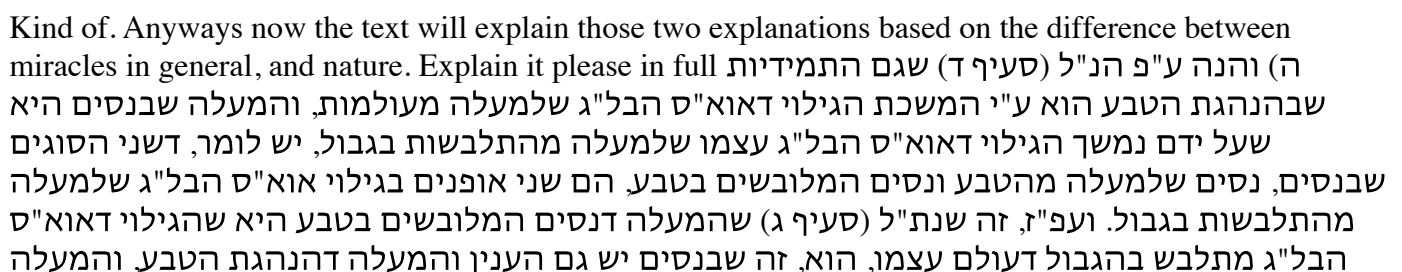 Kind of. Anyways now the text will explain those two explanations based on the difference between
miracles in general, and nature. Explain it please in full ה) והנה ע"פ הנ"ל (סעיף ד) שגם התמידיות
שבהנהגת הטבע הוא ע"י המשכת הגילוי דאוא"ס הבל"ג שלמעלה מעולמות, והמעלה שבנסים היא
שעל ידם נמשך הגילוי דאוא"ס הבל"ג עצמו שלמעלה מהתלבשות בגבול, יש לומר, דשני הסוגים
שבנסים, נסים שלמעלה מהטבע ונסים המלובשים בטבע, הם שני אופנים בגילוי אוא"ס הבל"ג שלמעלה
מהתלבשות בגבול. ועפ"ז, זה שנת"ל (סעיף ג) שהמעלה דנסים המלובשים בטבע היא שהגילוי דאוא"ס
הבל"ג מתלבש בהגבול דעולם עצמו, הוא, זה שבנסים יש גם הענין והמעלה דהנהגת הטבע, והמעלה